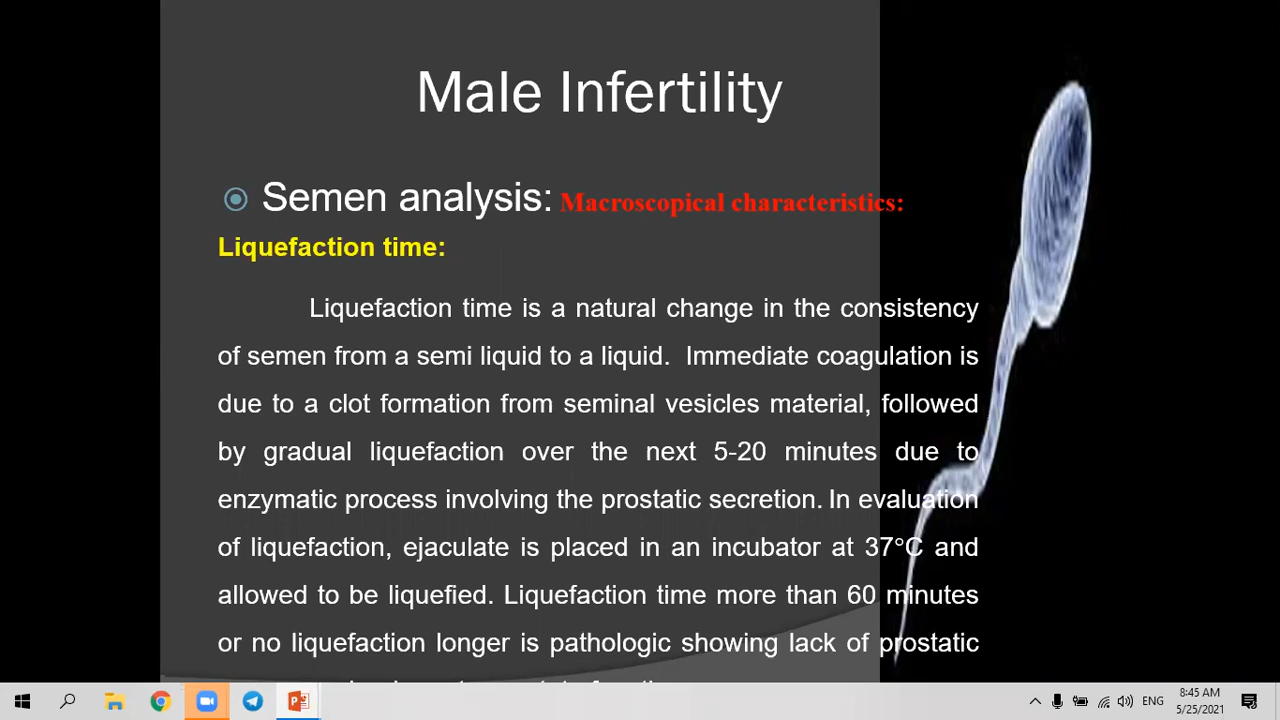 Male Infertility
Semen analysis: Macroscopical characteristics:
Liquefaction time:
Liquefaction time is a natural change in the consistency
of semen from a semi liquid to a liquid. Immediate coagulation is
due to a clot formation from seminal vesicles material, followed
by gradual liquefaction over the next 5-20 minutes due to
enzymatic process involving the prostatic secretion. In evaluation
of liquefaction, ejaculate is placed in an incubator at 37°C and
allowed to be liquefied. Liquefaction time more than 60 minutes
or no liquefaction longer is pathologic showing lack of prostatic
ENG
8:45 AM
5/25/2021